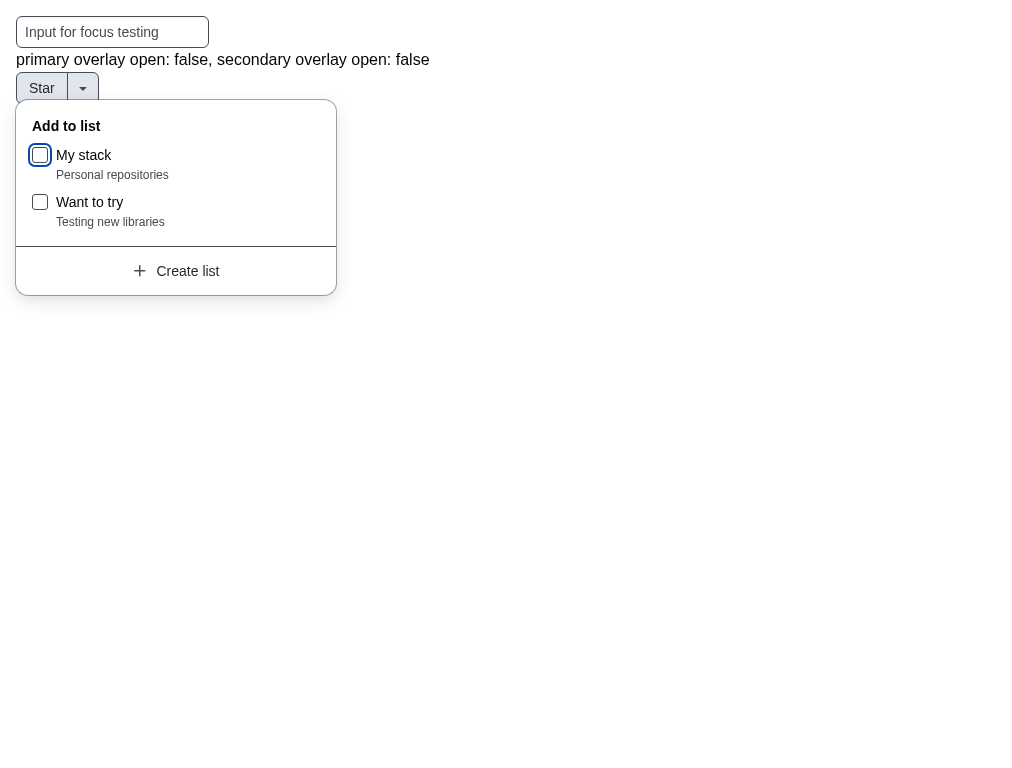 Input for focus testing
primary overlay open: false, secondary overlay open: false
Star
Add to list
My stack
Personal repositories
Want to try
Testing new libraries
Create list